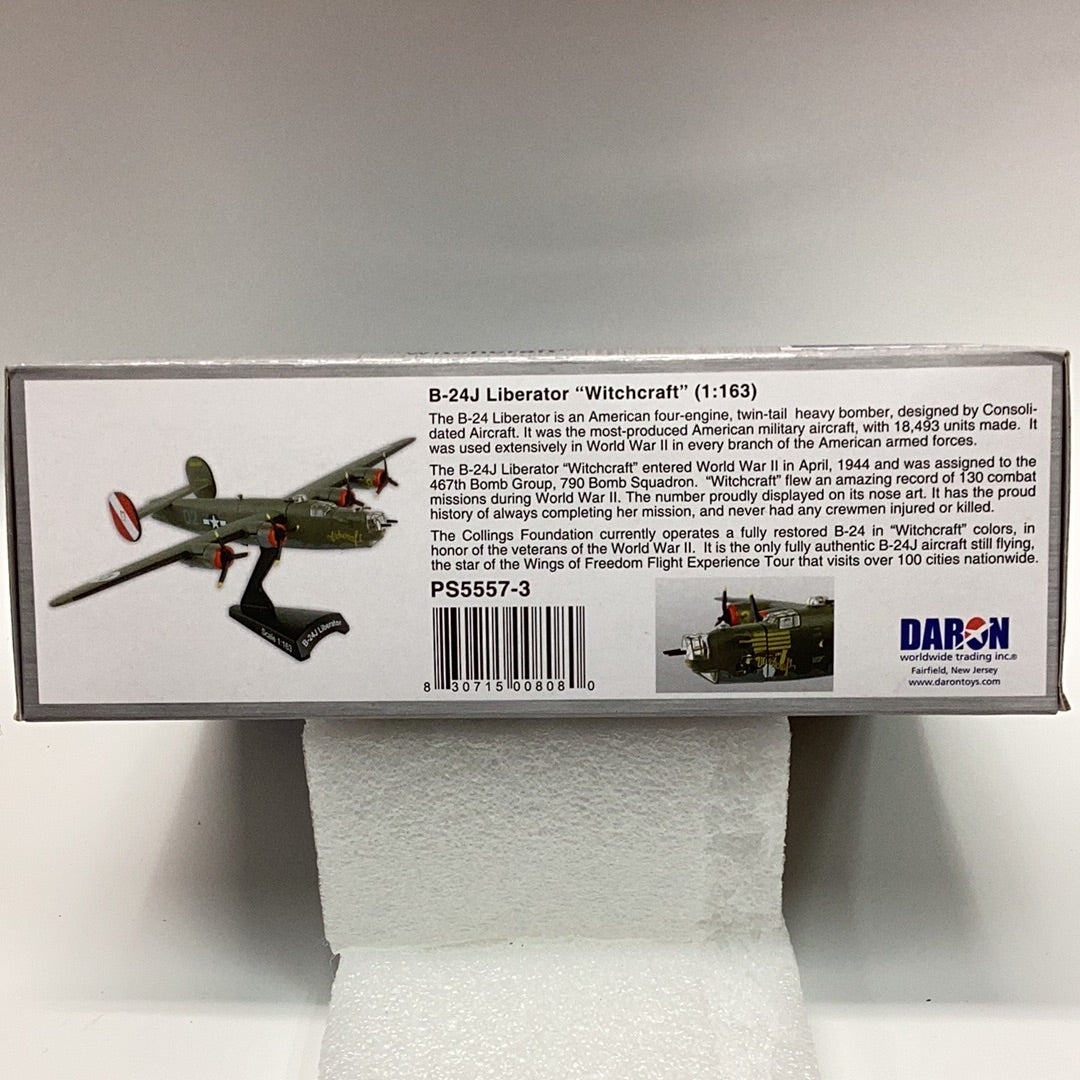 B-24J Liberator “Witchcraft” (1:163)
The B-24 Liberator is an American four-engine, twin-tail heavy bomber, designed by Consoli-
dated Aircraft. It was the most-produced American military aircraft, with 18,493 units made. It
was used extensively in World War II in every branch of the American armed forces.
The B-24J Liberator “Witchcraft” entered World War II in April, 1944 and was assigned to the
467th Bomb Group, 790 Bomb Squadron. “Witchcraft” flew an amazing record of 130 combat
missions during World War II. The number proudly displayed on its nose art. It has the proud
history of always completing her mission, and never had any crewmen injured or killed.
The Collings Foundation currently operates a fully restored B-24 in “Witchcraft” colors, in
honor of the veterans of the World War II. It is the only fully authentic B-24J aircraft still flying,
the star of the Wings of Freedom Flight Experience Tour that visits over 100 cities nationwide.
PS5557-3
8 30715 00808 0
Scale 1:163
B-24J Liberator
DARON
worldwide trading inc.®
Fairfield, New Jersey
www.darontoys.com